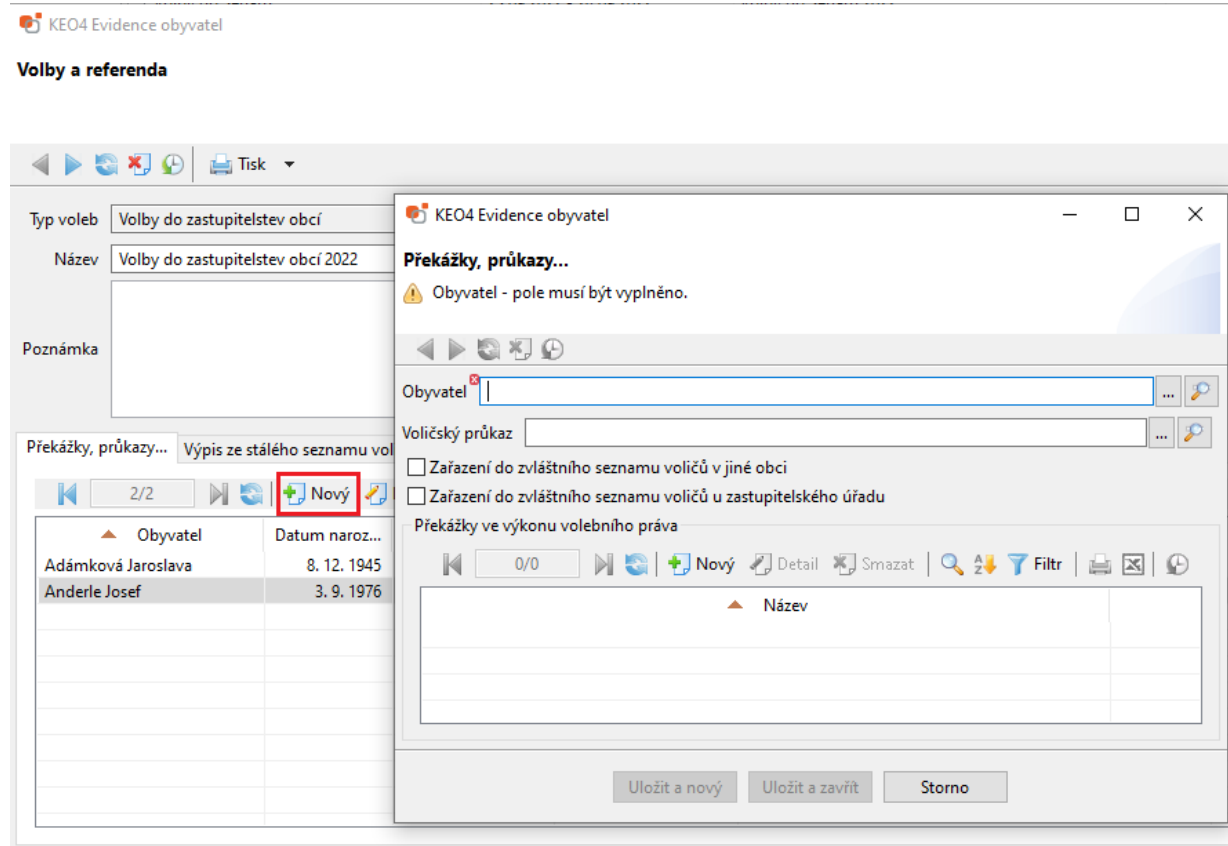 KEO4 Evidence obyvatel
Volby a referenda
Tisk
Typ voleb Volby do zastupitelstev obcí
Název Volby do zastupitelstev obcí 2022
Poznámka
Překážky, průkazy... Výpis ze stálého seznamu vol
2/2 Nový
Obyvatel Datum naroz...
Adámková Jaroslava 8. 12. 1945
Anderle Josef 3. 9. 1976
KEO4 Evidence obyvatel
Překážky, průkazy...
Obyvatel - pole musí být vyplněno.
Obyvatel ...
Voličský průkaz ...
Zařazení do zvláštního seznamu voličů v jiné obci
Zařazení do zvláštního seznamu voličů u zastupitelského úřadu
Překážky ve výkonu volebního práva
0/0 Nový Detail Smazat Filtr
Název
Uložit a nový Uložit a zavřít Storno